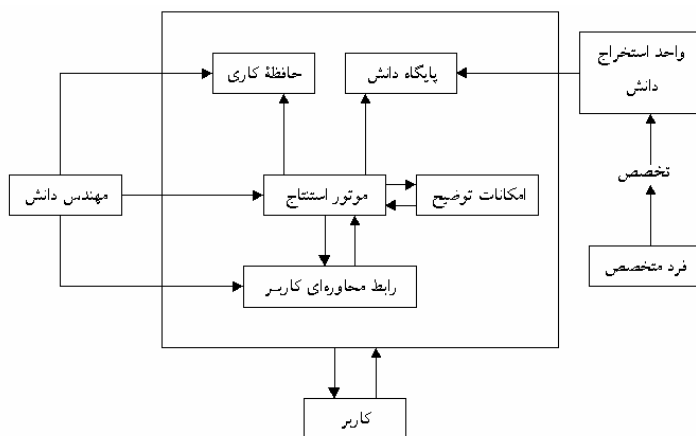 واحد استخراج
دانش
پایگاه دانش
حافظهٔ کاری
تخصص
امکانات توضیح
موتور استنتاج
مهندس دانش
فرد متخصص
رابط محاوره‌ای کاربر
کاربر